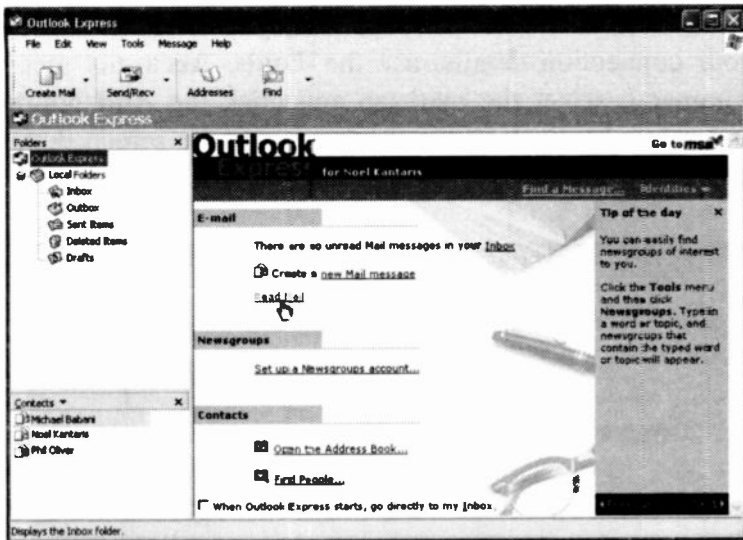 Outlook Express
File Edit View Tools Message Help
Create Mail Send/Recv Addresses Find
Outlook Express
Folders ×
Outlook Express
Local Folders
Inbox
Outbox
Sent Items
Deleted Items
Drafts
Contacts ×
Michael Babani
Noel Kantaris
Phil Oliver
Outlook Express
Go to msn
for Noel Kantaris
Find a Message... Identities
E-mail
There are no unread Mail messages in your Inbox
Create a new Mail message
Read
Newsgroups
Set up a Newsgroups account...
Contacts
Open the Address Book...
Find People...
When Outlook Express starts, go directly to my Inbox.
Tip of the day ×
You can easily find
newsgroups of interest
to you.
Click the Tools menu
and then click
Newsgroups. Type in
a word or topic, and
newsgroups that
contain the typed word
or topic will appear.
Displays the Inbox folder.